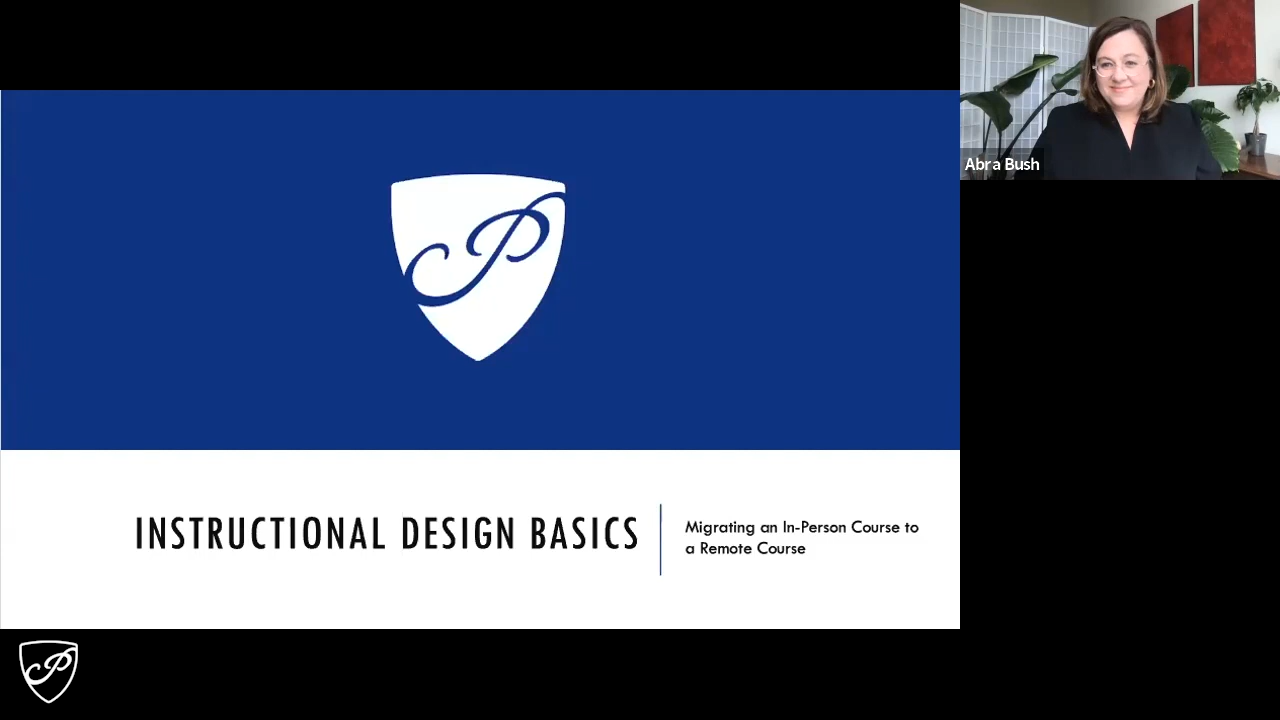 Abra Bush
P
INSTRUCTIONAL DESIGN BASICS
Migrating an In-Person Course to
a Remote Course
P